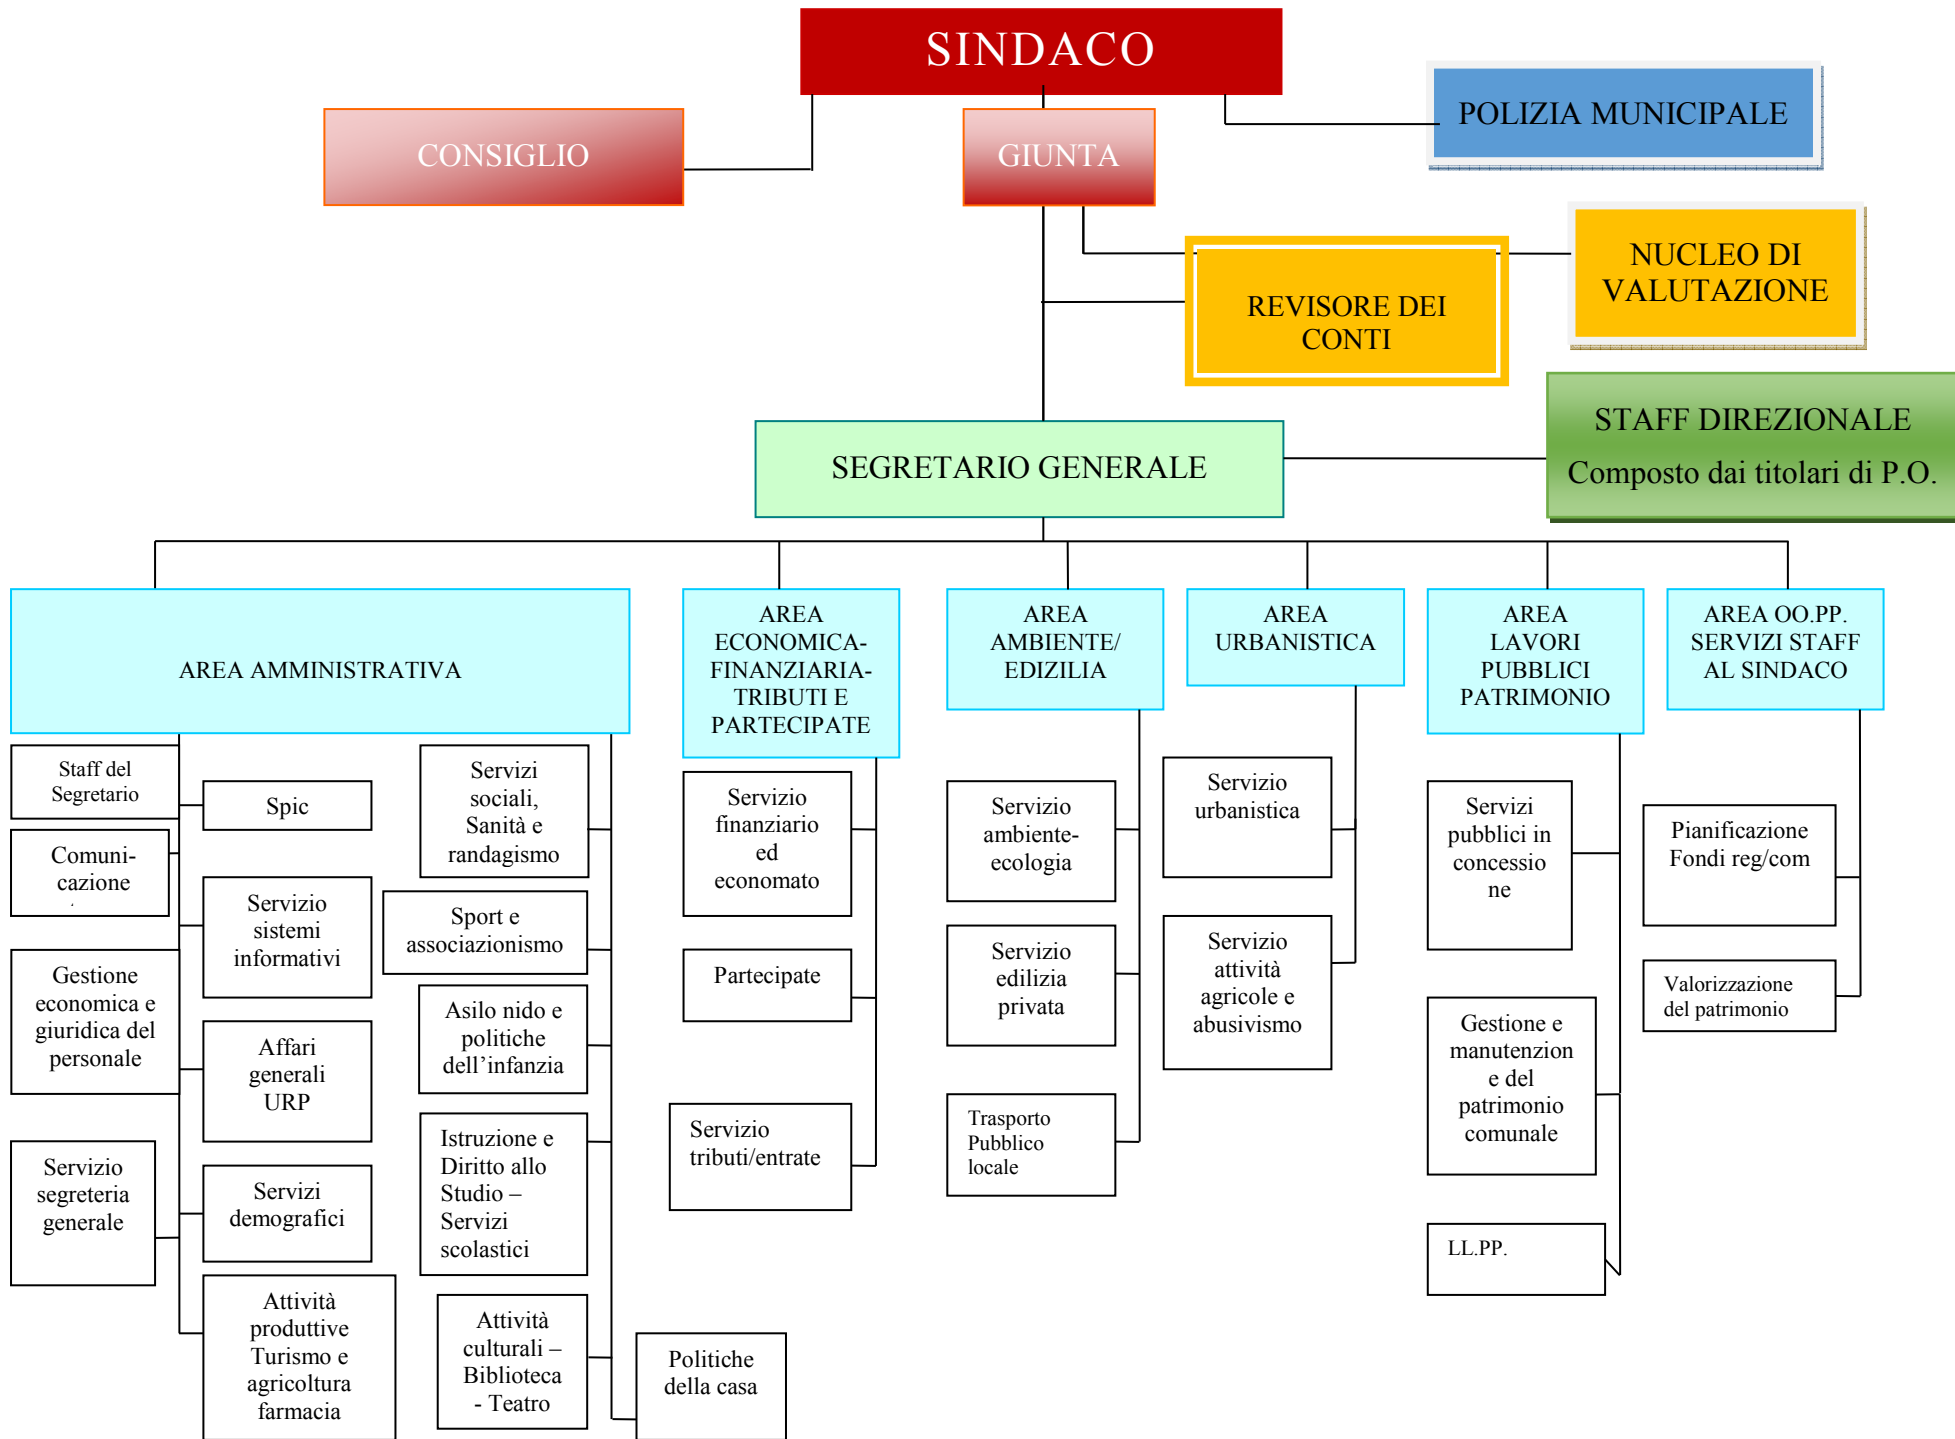 SINDACO
CONSIGLIO
GIUNTA
POLIZIA MUNICIPALE
NUCLEO DI
VALUTAZIONE
REVISORE DEI
CONTI
STAFF DIREZIONALE
Composto dai titolari di P.O.
SEGRETARIO GENERALE
AREA AMMINISTRATIVA
AREA
ECONOMICA-
FINANZIARIA-
TRIBUTI E
PARTECIPATE
AREA
AMBIENTE/
EDIZILIA
AREA
URBANISTICA
AREA
LAVORI
PUBBLICI
PATRIMONIO
AREA OO.PP.
SERVIZI STAFF
AL SINDACO
Staff del
Segretario
Comuni-
cazione
Gestione
economica e
giuridica del
personale
Servizio
segreteria
generale
Spic
Servizio
sistemi
informativi
Affari
generali
URP
Servizi
demografici
Attività
produttive
Turismo e
agricoltura
farmacia
Servizi
sociali,
Sanità e
randagismo
Sport e
associazionismo
Asilo nido e
politiche
dell’infanzia
Istruzione e
Diritto allo
Studio –
Servizi
scolastici
Attività
culturali –
Biblioteca
- Teatro
Politiche
della casa
Servizio
finanziario
ed
economato
Partecipate
Servizio
tributi/entrate
Servizio
ambiente-
ecologia
Servizio
edilizia
privata
Trasporto
Pubblico
locale
Servizio
urbanistica
Servizio
attività
agricole e
abusivismo
Servizi
pubblici in
concessio
ne
Gestione e
manutenzion
e del
patrimonio
comunale
LL.PP.
Pianificazione
Fondi reg/com
Valorizzazione
del patrimonio